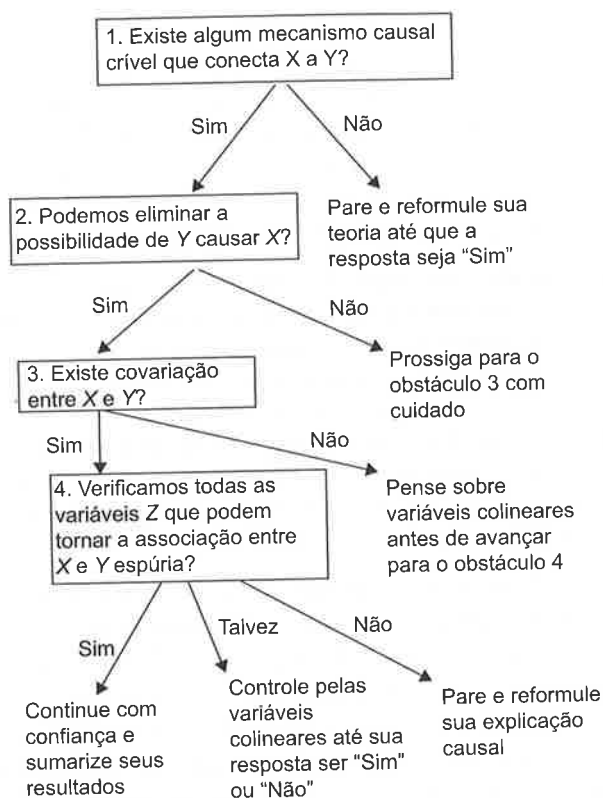 1. Existe algum mecanismo causal
crível que conecta X a Y?
Sim
Não
2. Podemos eliminar a
possibilidade de Y causar X?
Pare e reformule sua
teoria até que a
resposta seja “Sim”
Sim
Não
3. Existe covariação
entre X e Y?
Prossiga para o
obstáculo 3 com
cuidado
Sim
Não
4. Verificamos todas as
variáveis Z que podem
tornar a associação entre
X e Y espúria?
Pense sobre
variáveis colineares
antes de avançar
para o obstáculo 4
Sim
Talvez
Não
Continue com
confiança e
sumarize seus
resultados
Controle pelas
variáveis
colineares até sua
resposta ser "Sim"
ou “Não”
Pare e reformule
sua explicação
causal